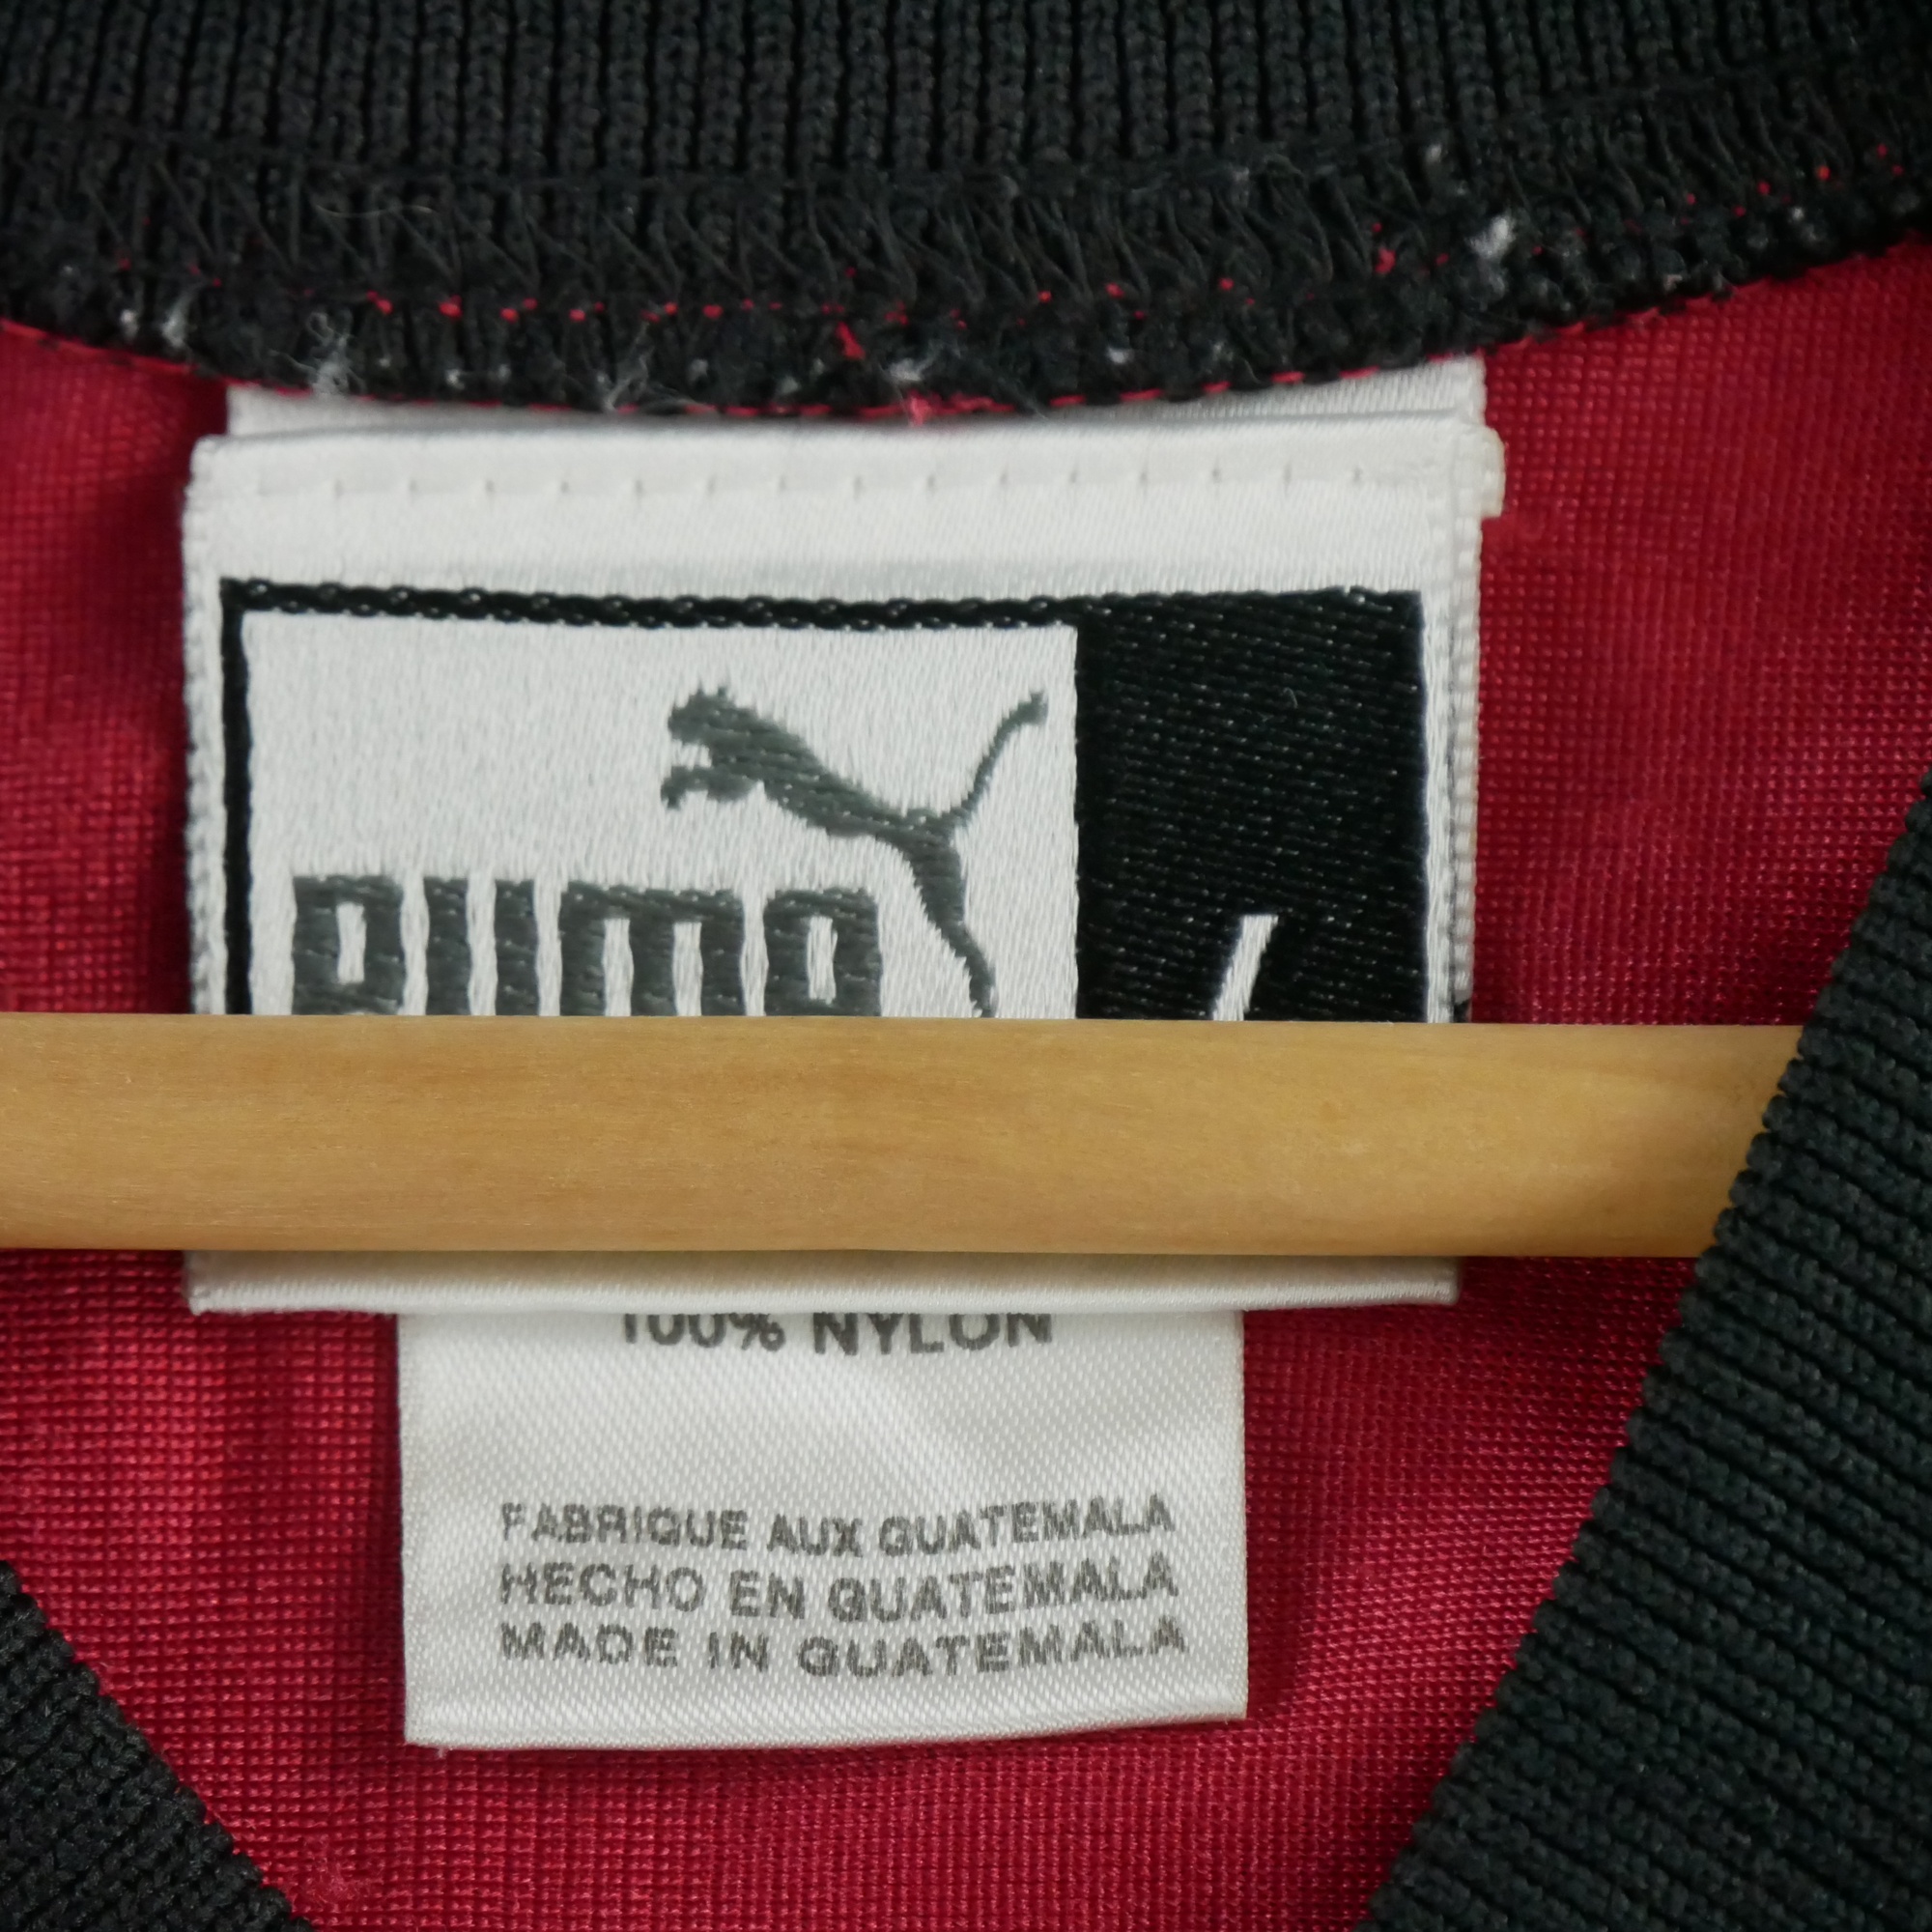 PUMA
100% NYLON
FABRIQUE AUX GUATEMALA
HECHO EN GUATEMALA
MADE IN GUATEMALA